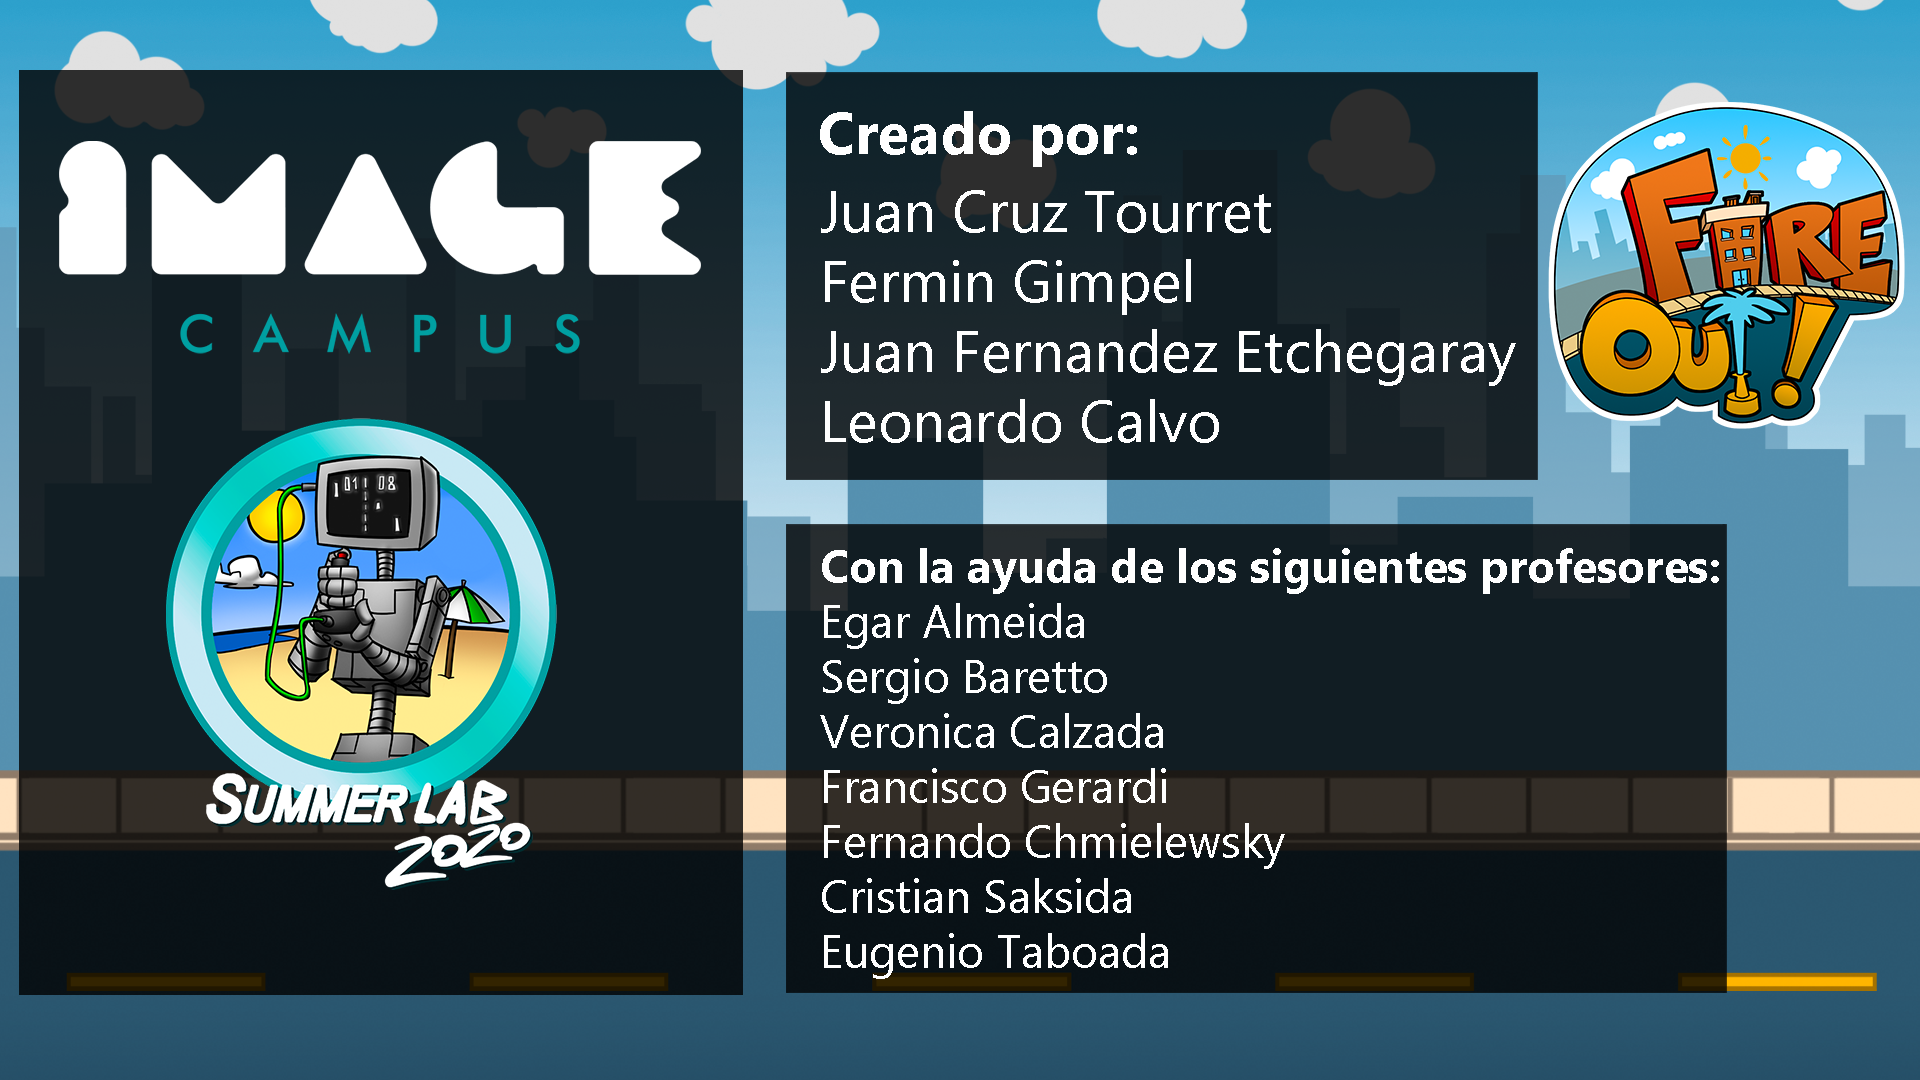 IMAGE
CAMPUS
01 08
SUMMER LAB
2020
Creado por:
Juan Cruz Tourret
Fermin Gimpel
Juan Fernandez Etchegaray
Leonardo Calvo
FIRE
OUT!
Con la ayuda de los siguientes profesores:
Egar Almeida
Sergio Baretto
Veronica Calzada
Francisco Gerardi
Fernando Chmielewsky
Cristian Saksida
Eugenio Taboada